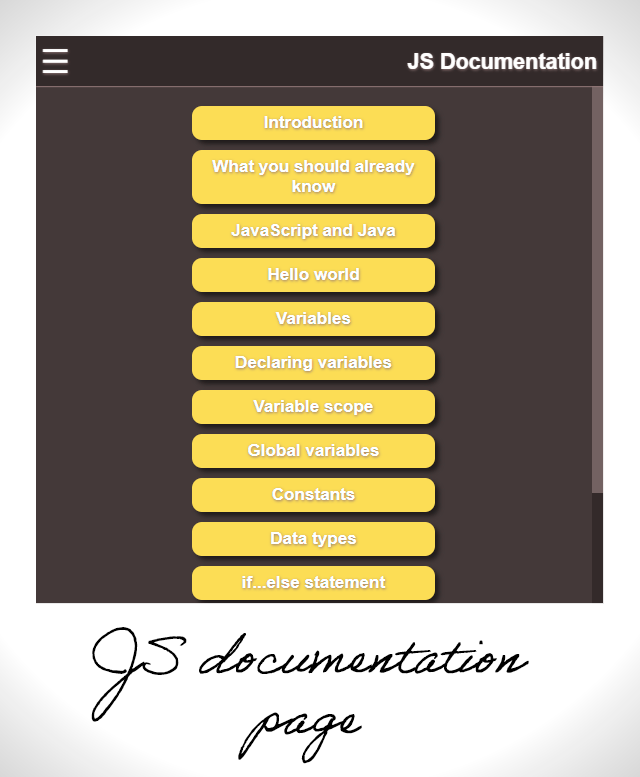 JS Documentation
Introduction
What you should already
know
JavaScript and Java
Hello world
Variables
Declaring variables
Variable scope
Global variables
Constants
Data types
if...else statement
JS documentation
page